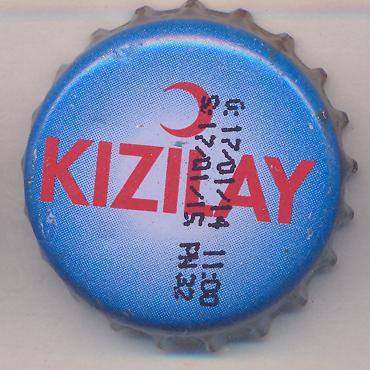 KIZILAY
Ü: 17/01/14 11:00
S: 17/01/15 PN 32